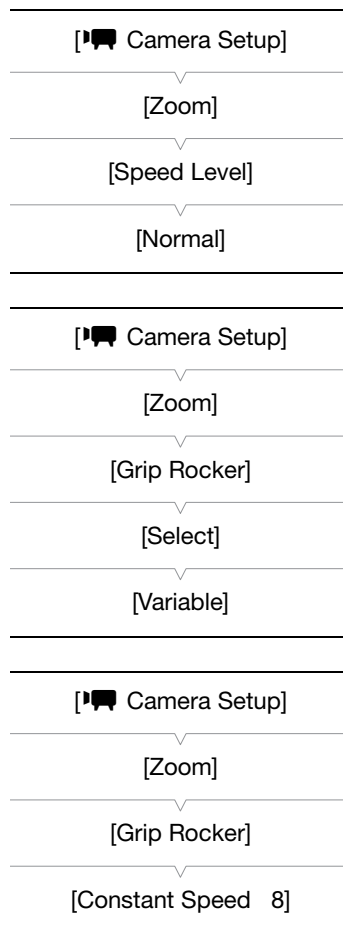 [ Camera Setup]
[Zoom]
[Speed Level]
[Normal]
[ Camera Setup]
[Zoom]
[Grip Rocker]
[Select]
[Variable]
[ Camera Setup]
[Zoom]
[Grip Rocker]
[Constant Speed 8]